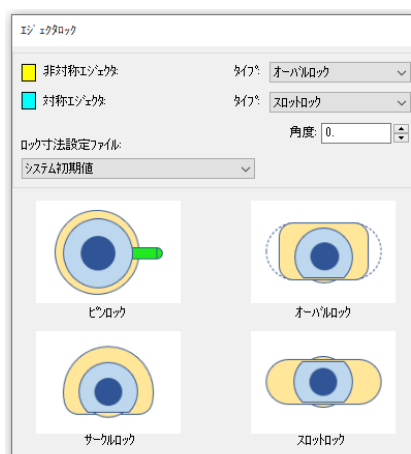 エジェクタロック
非対称エジェクタ タイプ: オーバルロック
対称エジェクタ タイプ: スロットロック
角度: 0.
ロック寸法設定ファイル:
システム初期値
ピンロック オーバルロック
サークルロック スロットロック